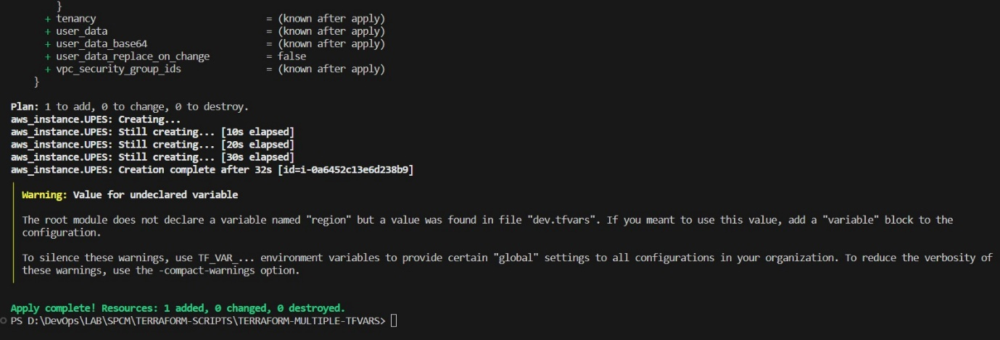 }
+ tenancy = (known after apply)
+ user_data = (known after apply)
+ user_data_base64 = (known after apply)
+ user_data_replace_on_change = false
+ vpc_security_group_ids = (known after apply)
}
Plan: 1 to add, 0 to change, 0 to destroy.
aws_instance.UPES: Creating...
aws_instance.UPES: Still creating... [10s elapsed]
aws_instance.UPES: Still creating... [20s elapsed]
aws_instance.UPES: Still creating... [30s elapsed]
aws_instance.UPES: Creation complete after 32s [id=i-0a6452c13e6d238b9]
Warning: Value for undeclared variable
The root module does not declare a variable named "region" but a value was found in file "dev.tfvars". If you meant to use this value, add a "variable" block to the
configuration.
To silence these warnings, use TF_VAR_... environment variables to provide certain "global" settings to all configurations in your organization. To reduce the verbosity of
these warnings, use the -compact-warnings option.
Apply complete! Resources: 1 added, 0 changed, 0 destroyed.
PS D:\DevOps\LAB\SPCM\TERRAFORM-SCRIPTS\TERRAFORM-MULTIPLE-TFVARS>